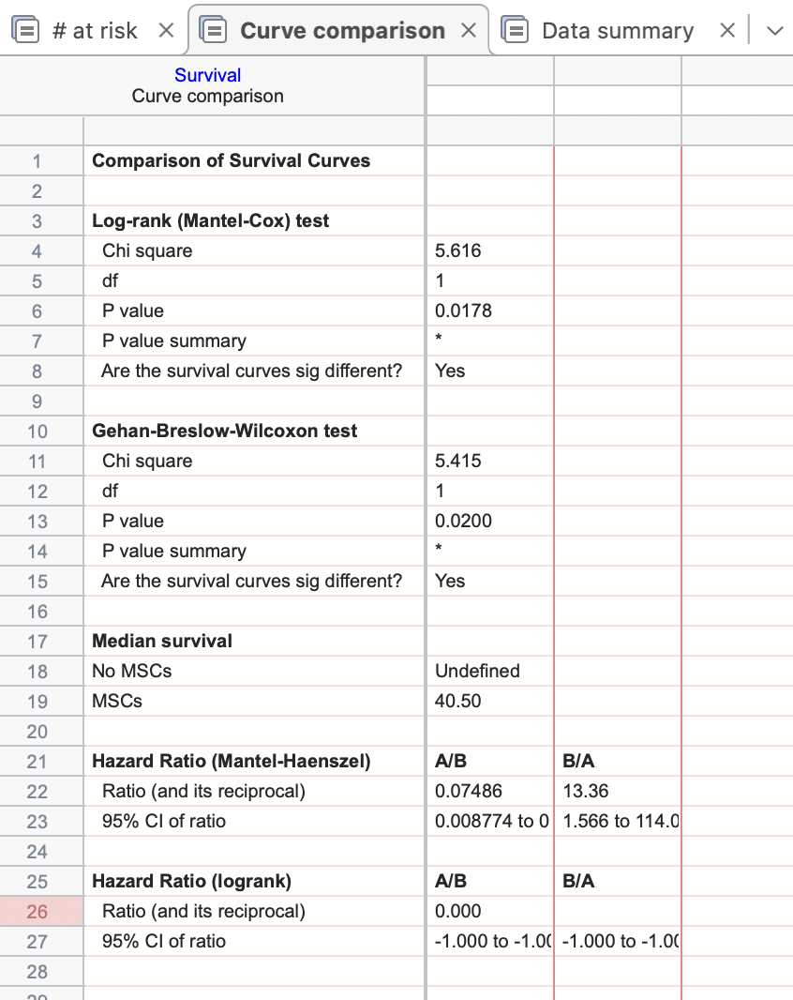 # at risk Curve comparison Data summary
Survival
Curve comparison
1 Comparison of Survival Curves
2
3 Log-rank (Mantel-Cox) test
4 Chi square 5.616
5 df 1
6 P value 0.0178
7 P value summary *
8 Are the survival curves sig different? Yes
9
10 Gehan-Breslow-Wilcoxon test
11 Chi square 5.415
12 df 1
13 P value 0.0200
14 P value summary *
15 Are the survival curves sig different? Yes
16
17 Median survival
18 No MSCs Undefined
19 MSCs 40.50
20
21 Hazard Ratio (Mantel-Haenszel) A/B B/A
22 Ratio (and its reciprocal) 0.07486 13.36
23 95% CI of ratio 0.008774 to 0 1.566 to 114.0
24
25 Hazard Ratio (logrank) A/B B/A
26 Ratio (and its reciprocal) 0.000
27 95% CI of ratio -1.000 to -1.00 -1.000 to -1.00
28